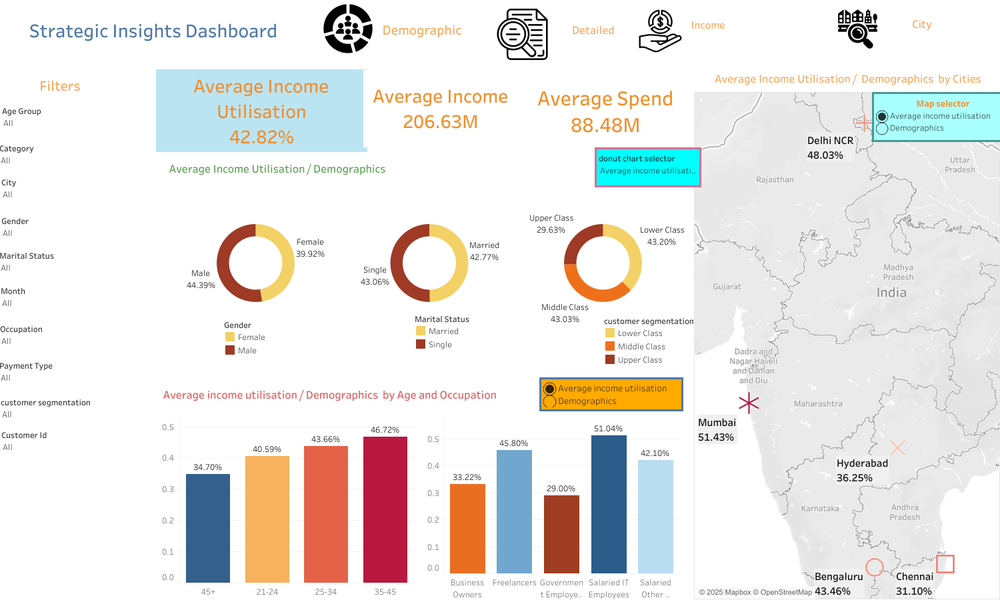 Strategic Insights Dashboard
Demographic
Detailed
Income
City
Filters
Age Group
All
Category
All
City
All
Gender
All
Marital Status
All
Month
All
Occupation
All
Payment Type
All
customer segmentation
All
Customer Id
All
Average Income
Utilisation
42.82%
Average Income
206.63M
Average Spend
88.48M
Average Income Utilisation / Demographics
donut chart selector
Average income utilisati..
Female
39.92%
Male
44.39%
Gender
Female
Male
Married
42.77%
Single
43.06%
Marital Status
Married
Single
Upper Class
29.63%
Lower Class
43.20%
Middle Class
43.03%
customer segmentation
Lower Class
Middle Class
Upper Class
Average income utilisation / Demographics by Age and Occupation
Average income utilisation
Demographics
0.5
0.4
0.3
0.2
0.1
0.0
34.70%
40.59%
43.66%
46.72%
45+
21-24
25-34
35-45
0.5
0.4
0.3
0.2
0.1
0.0
33.22%
45.80%
29.00%
51.04%
42.10%
Business
Owners
Freelancers
Governmen
t Employe..
Salaried IT
Employees
Salaried
Other ..
Average Income Utilisation / Demographics by Cities
Map selector
Average income utilisation
Demographics
Delhi NCR
48.03%
Uttar
Pradesh
Rajasthan
Madhya
Pradesh
India
Gujarat
Dadra and
Nagar Haveli
and Daman
and Diu
Maharashtra
Mumbai
51.43%
Hyderabad
36.25%
Karnataka
Andhra
Pradesh
Bengaluru
43.46%
Chennai
31.10%
© 2025 Mapbox © OpenStreetMap